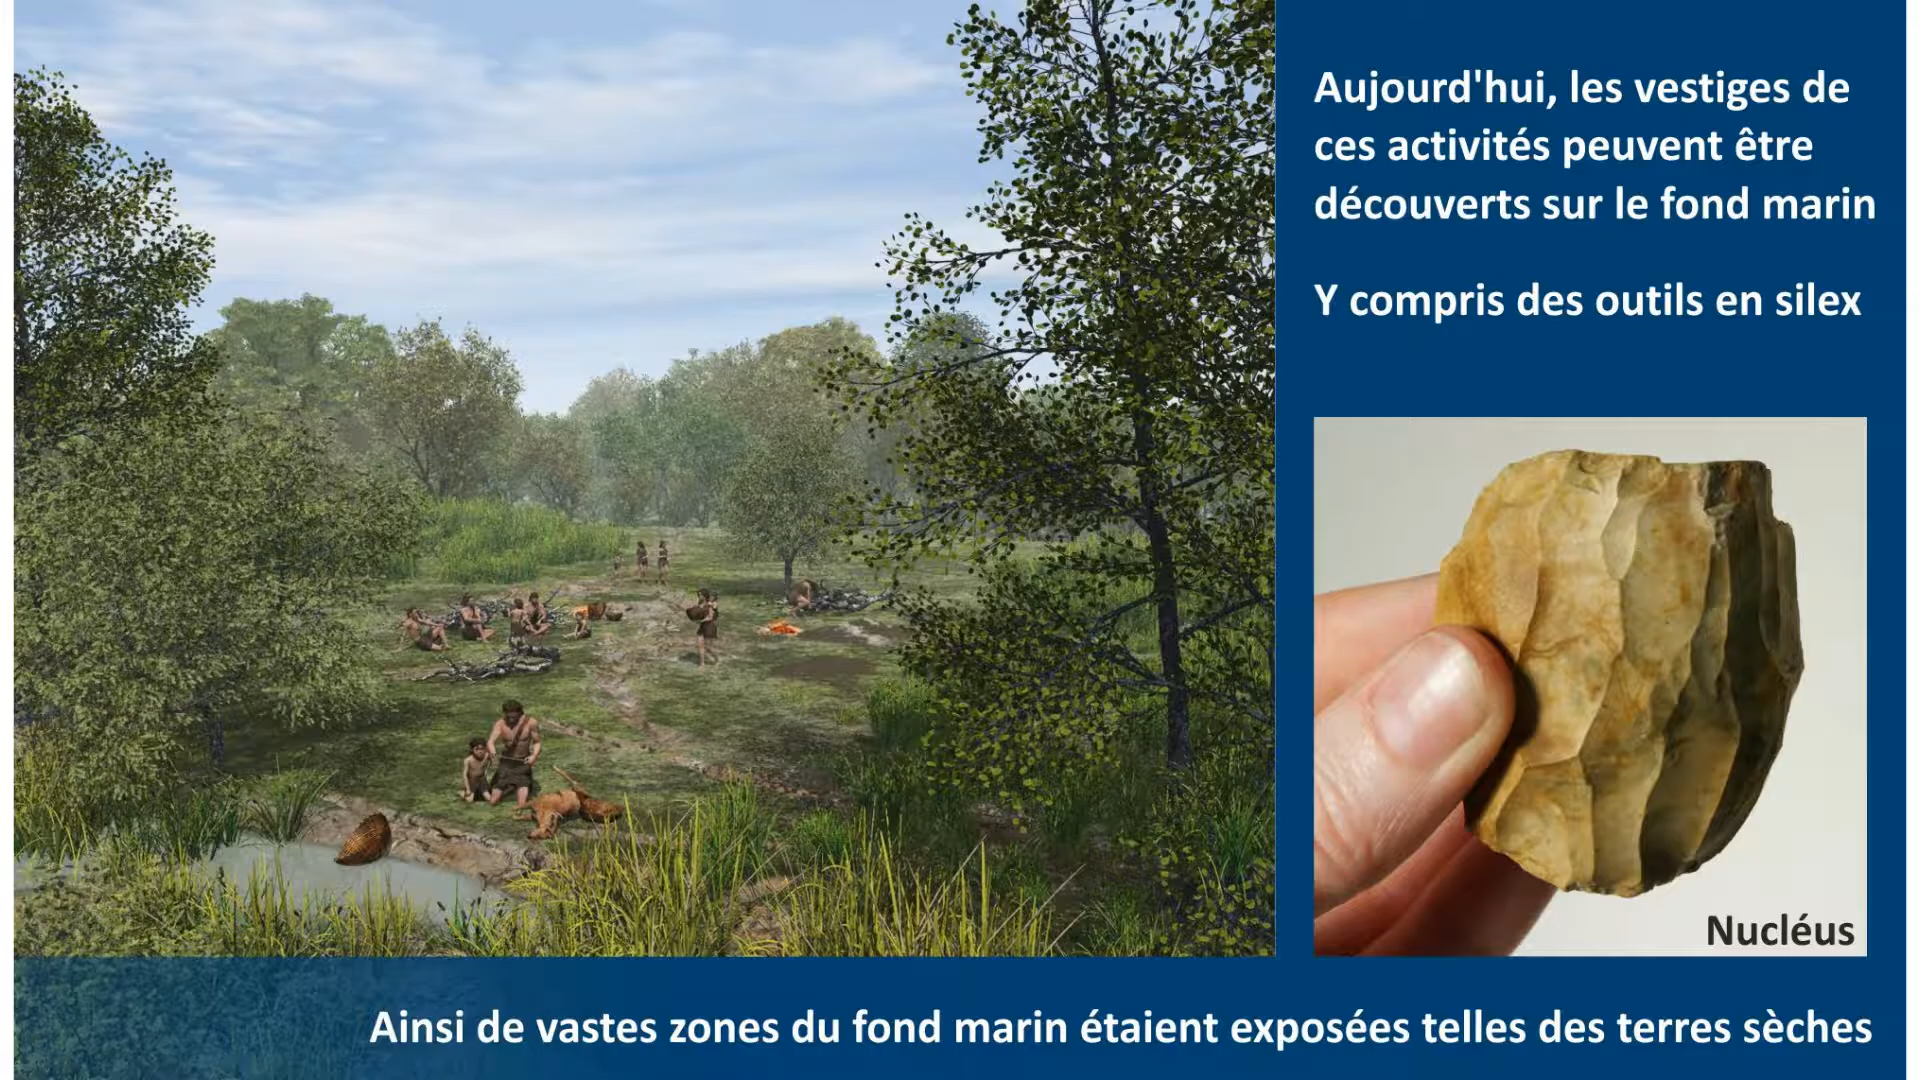 Aujourd'hui, les vestiges de
ces activités peuvent être
découverts sur le fond marin
Y compris des outils en silex
Nucléus
Ainsi de vastes zones du fond marin étaient exposées telles des terres sèches